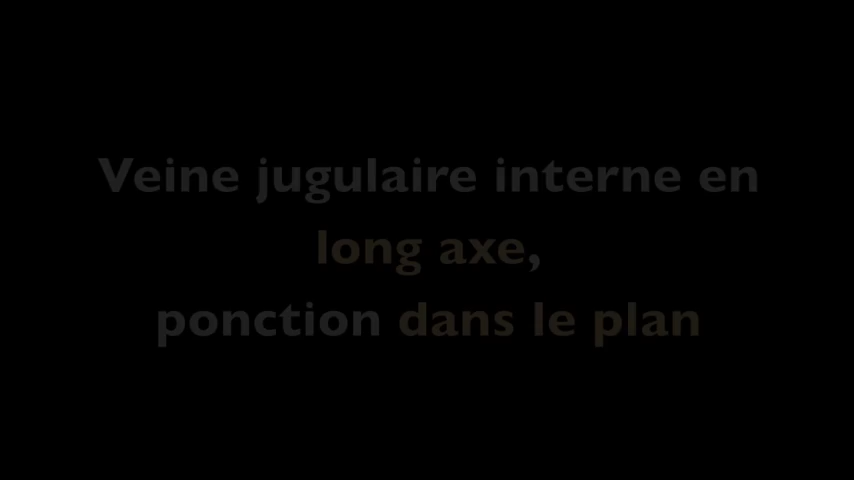 Veine jugulaire interne en
long axe,
ponction dans le plan